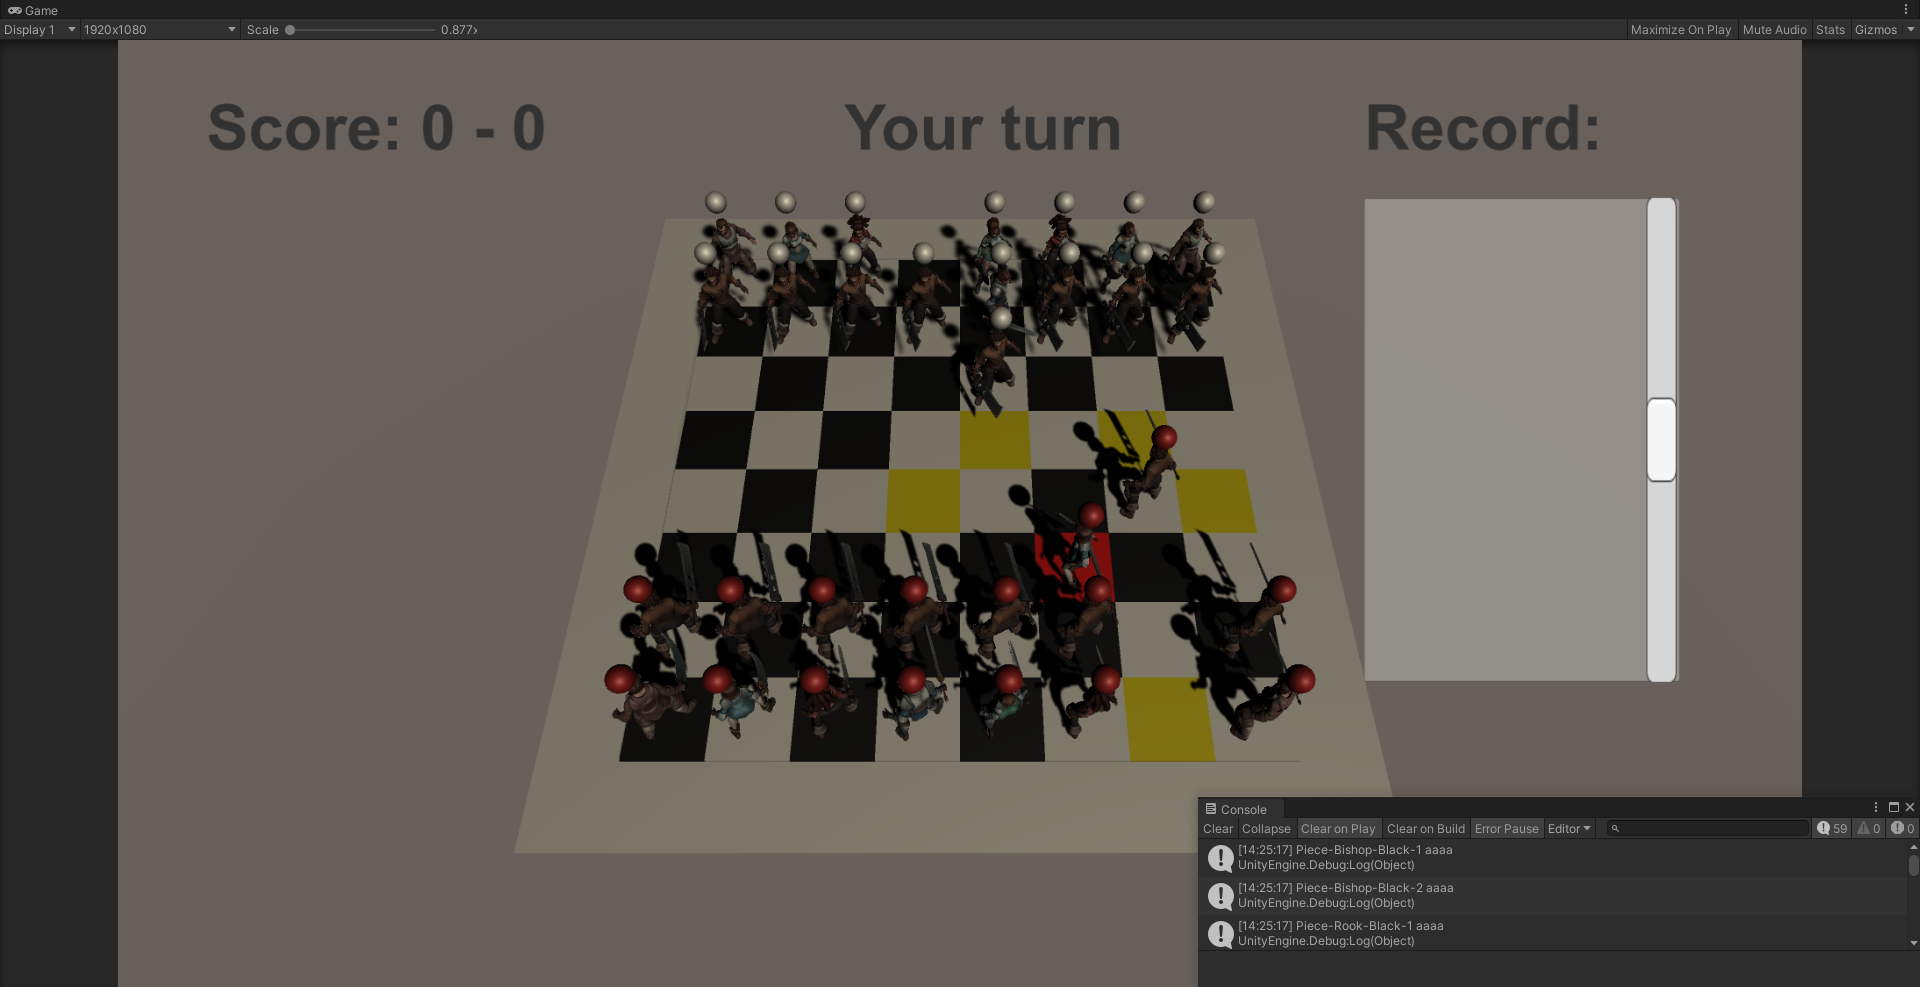 Game
Display 1 1920x1080 Scale 0.877x Maximize On Play Mute Audio Stats Gizmos
Score: 0 - 0 Your turn Record:
Console
Clear Collapse Clear on Play Clear on Build Error Pause Editor 59 0 0
[14:25:17] Piece-Bishop-Black-1 aaaa
UnityEngine.Debug:Log(Object)
[14:25:17] Piece-Bishop-Black-2 aaaa
UnityEngine.Debug:Log(Object)
[14:25:17] Piece-Rook-Black-1 aaaa
UnityEngine.Debug:Log(Object)